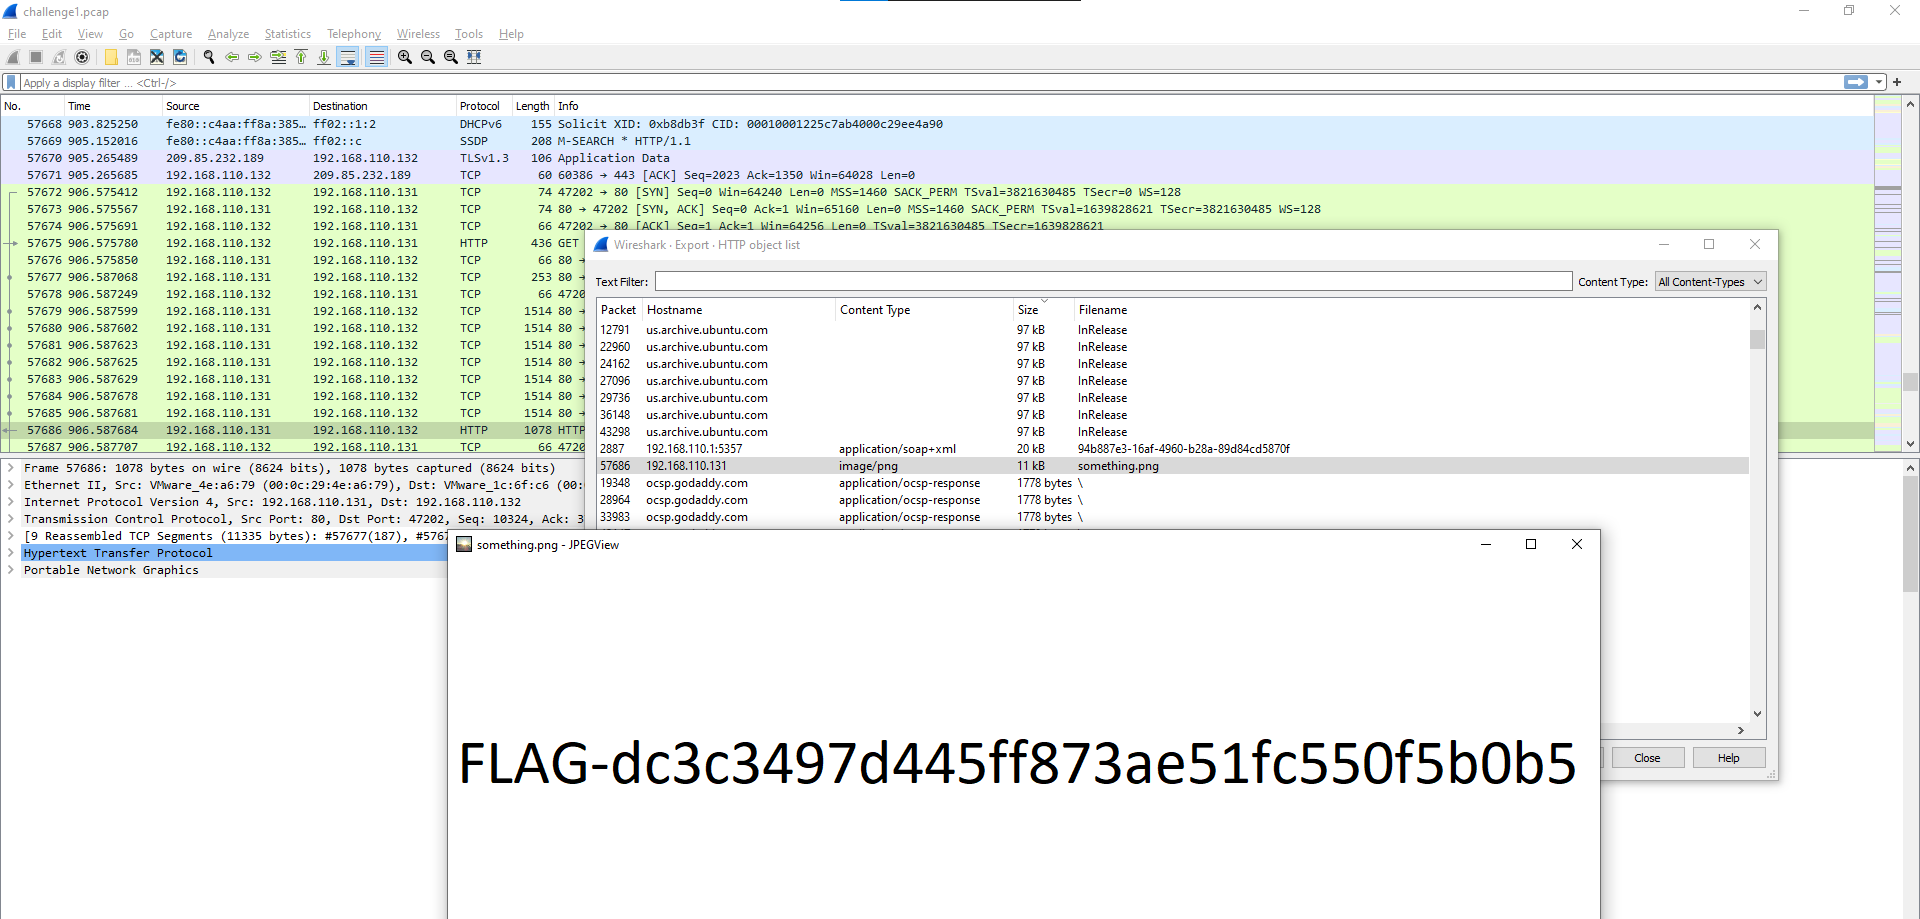 challenge1.pcap
File Edit View Go Capture Analyze Statistics Telephony Wireless Tools Help
Apply a display filter ... <Ctrl-/>
No. Time Source Destination Protocol Length Info
57668 903.825250 fe80::c4aa:ff8a:385… ff02::1:2 DHCPv6 155 Solicit XID: 0xb8db3f CID: 00010001225c7ab4000c29ee4a90
57669 905.152016 fe80::c4aa:ff8a:385… ff02::c SSDP 208 M-SEARCH * HTTP/1.1
57670 905.265489 209.85.232.189 192.168.110.132 TLSv1.3 106 Application Data
57671 905.265685 192.168.110.132 209.85.232.189 TCP 60 60386 → 443 [ACK] Seq=2023 Ack=1350 Win=64028 Len=0
57672 906.575412 192.168.110.132 192.168.110.131 TCP 74 47202 → 80 [SYN] Seq=0 Win=64240 Len=0 MSS=1460 SACK_PERM TSval=3821630485 TSecr=0 WS=128
57673 906.575567 192.168.110.131 192.168.110.132 TCP 74 80 → 47202 [SYN, ACK] Seq=0 Ack=1 Win=65160 Len=0 MSS=1460 SACK_PERM TSval=1639828621 TSecr=3821630485 WS=128
57674 906.575691 192.168.110.132 192.168.110.131 TCP 66 47202 → 80 [ACK] Seq=1 Ack=1 Win=64256 Len=0 TSval=3821630485 TSecr=1639828621
57675 906.575780 192.168.110.132 192.168.110.131 HTTP 436 GET
57676 906.575850 192.168.110.131 192.168.110.132 TCP 66 80 →
57677 906.587068 192.168.110.131 192.168.110.132 TCP 253 80 →
57678 906.587249 192.168.110.132 192.168.110.131 TCP 66 4720
57679 906.587599 192.168.110.131 192.168.110.132 TCP 1514 80 →
57680 906.587602 192.168.110.131 192.168.110.132 TCP 1514 80 →
57681 906.587623 192.168.110.131 192.168.110.132 TCP 1514 80 →
57682 906.587625 192.168.110.131 192.168.110.132 TCP 1514 80 →
57683 906.587629 192.168.110.131 192.168.110.132 TCP 1514 80 →
57684 906.587678 192.168.110.131 192.168.110.132 TCP 1514 80 →
57685 906.587681 192.168.110.131 192.168.110.132 TCP 1514 80 →
57686 906.587684 192.168.110.131 192.168.110.132 HTTP 1078 HTTP
57687 906.587707 192.168.110.132 192.168.110.131 TCP 66 4720
Frame 57686: 1078 bytes on wire (8624 bits), 1078 bytes captured (8624 bits)
Ethernet II, Src: VMware_4e:a6:79 (00:0c:29:4e:a6:79), Dst: VMware_1c:6f:c6 (00:
Internet Protocol Version 4, Src: 192.168.110.131, Dst: 192.168.110.132
Transmission Control Protocol, Src Port: 80, Dst Port: 47202, Seq: 10324, Ack: 3
[9 Reassembled TCP Segments (11335 bytes): #57677(187), #5767
Hypertext Transfer Protocol
Portable Network Graphics
Wireshark · Export · HTTP object list
Text Filter: Content Type: All Content-Types
Packet Hostname Content Type Size Filename
12791 us.archive.ubuntu.com 97 kB InRelease
22960 us.archive.ubuntu.com 97 kB InRelease
24162 us.archive.ubuntu.com 97 kB InRelease
27096 us.archive.ubuntu.com 97 kB InRelease
29736 us.archive.ubuntu.com 97 kB InRelease
36148 us.archive.ubuntu.com 97 kB InRelease
43298 us.archive.ubuntu.com 97 kB InRelease
2887 192.168.110.1:5357 application/soap+xml 20 kB 94b887e3-16af-4960-b28a-89d84cd5870f
57686 192.168.110.131 image/png 11 kB something.png
19348 ocsp.godaddy.com application/ocsp-response 1778 bytes \
28964 ocsp.godaddy.com application/ocsp-response 1778 bytes \
33983 ocsp.godaddy.com application/ocsp-response 1778 bytes \
Close Help
something.png - JPEGView
FLAG-dc3c3497d445ff873ae51fc550f5b0b5